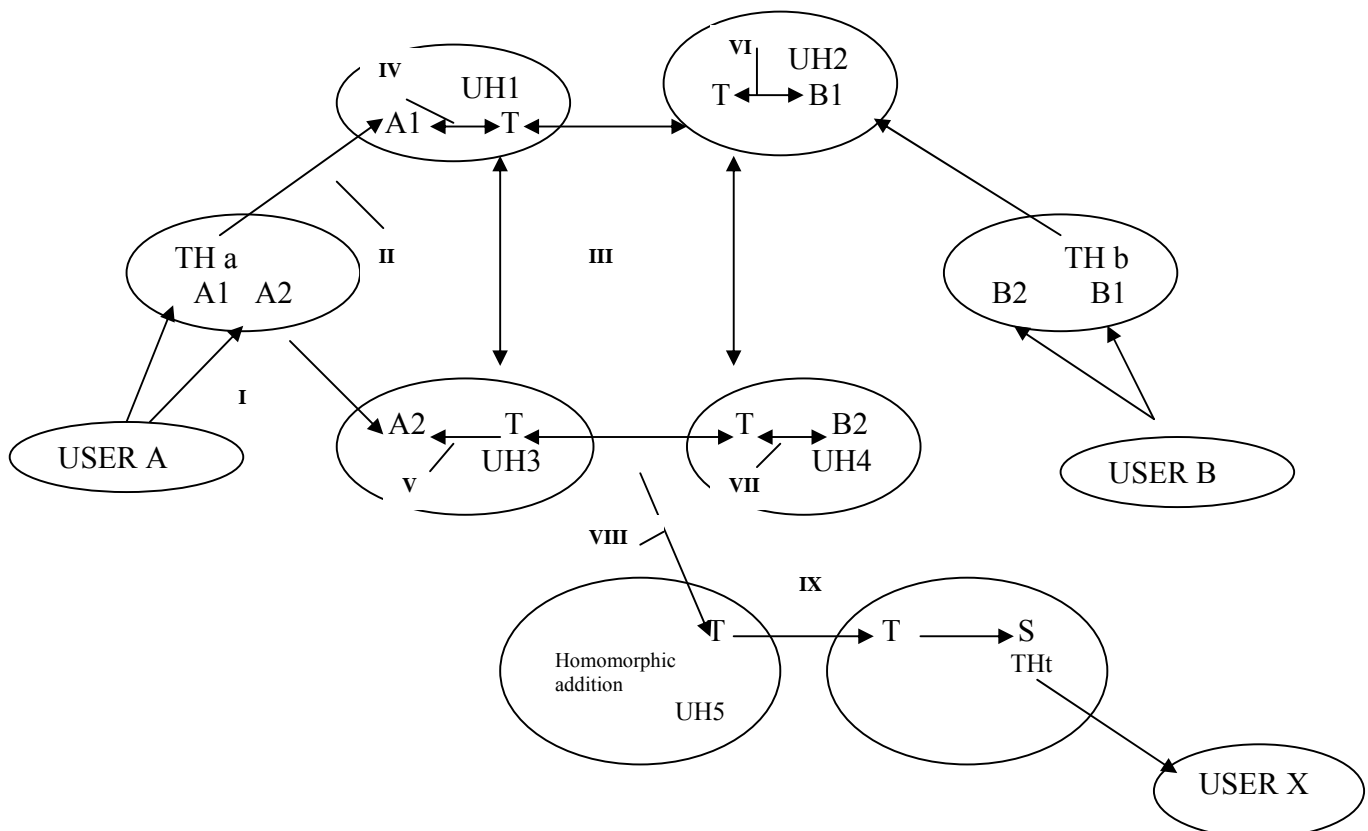 VI
UH2
T B1
IV
UH1
A1 T
TH a
A1 A2
II
III
TH b
B2 B1
I
USER A
A2 T
UH3
V
T B2
UH4
VII
USER B
VIII
IX
T
Homomorphic
addition
UH5
T S
THt
USER X